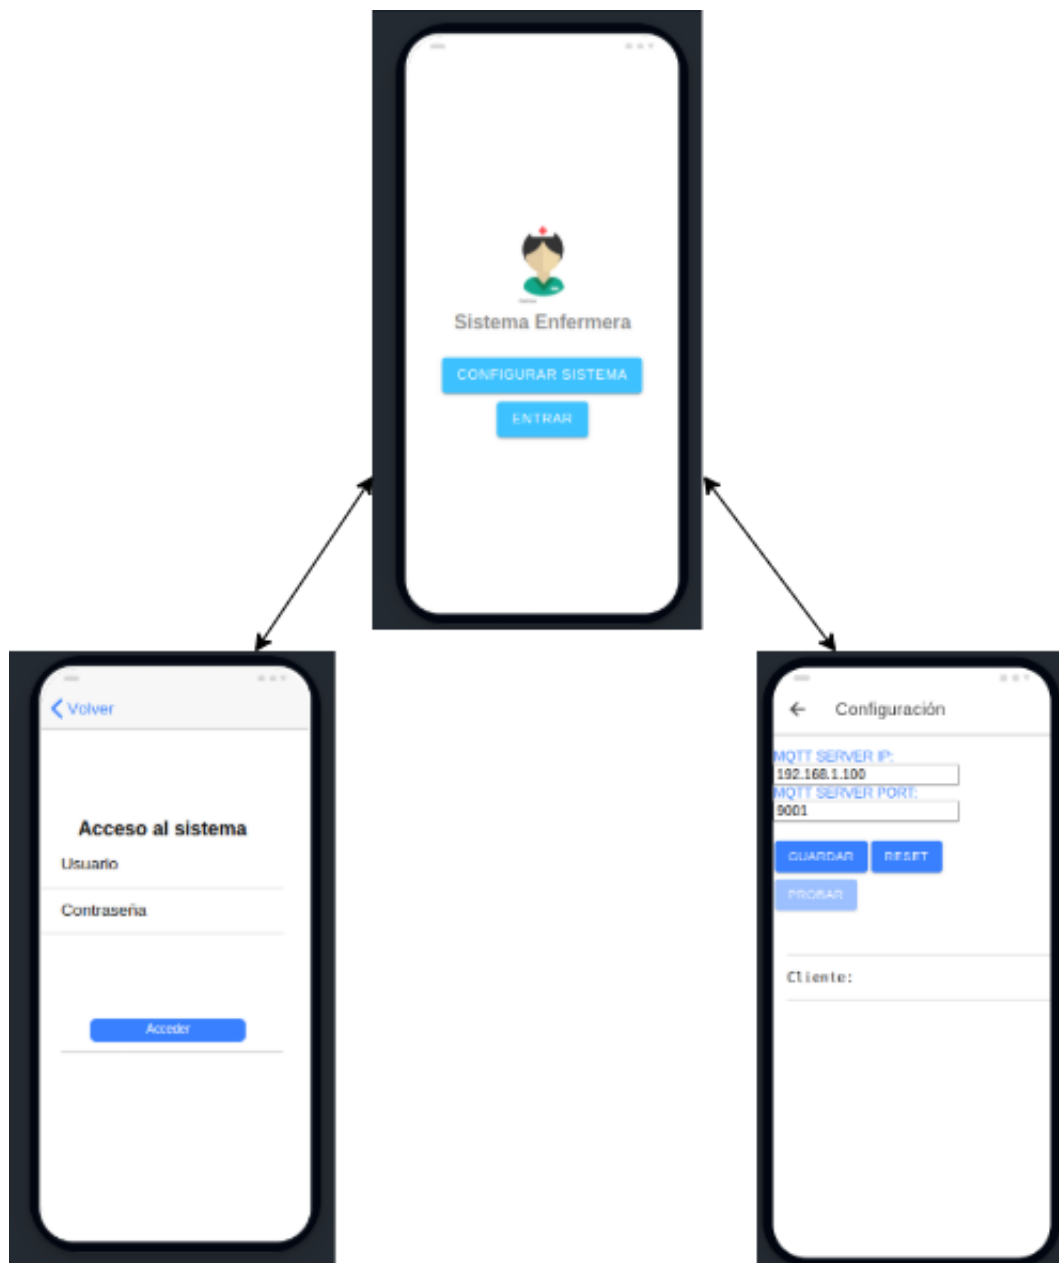 Sistema Enfermera
CONFIGURAR SISTEMA
ENTRAR
Volver
Acceso al sistema
Usuario
Contraseña
Acceder
Configuración
MQTT SERVER IP:
192.168.1.100
MQTT SERVER PORT:
9001
GUARDAR RESET
PROBAR
Cliente: